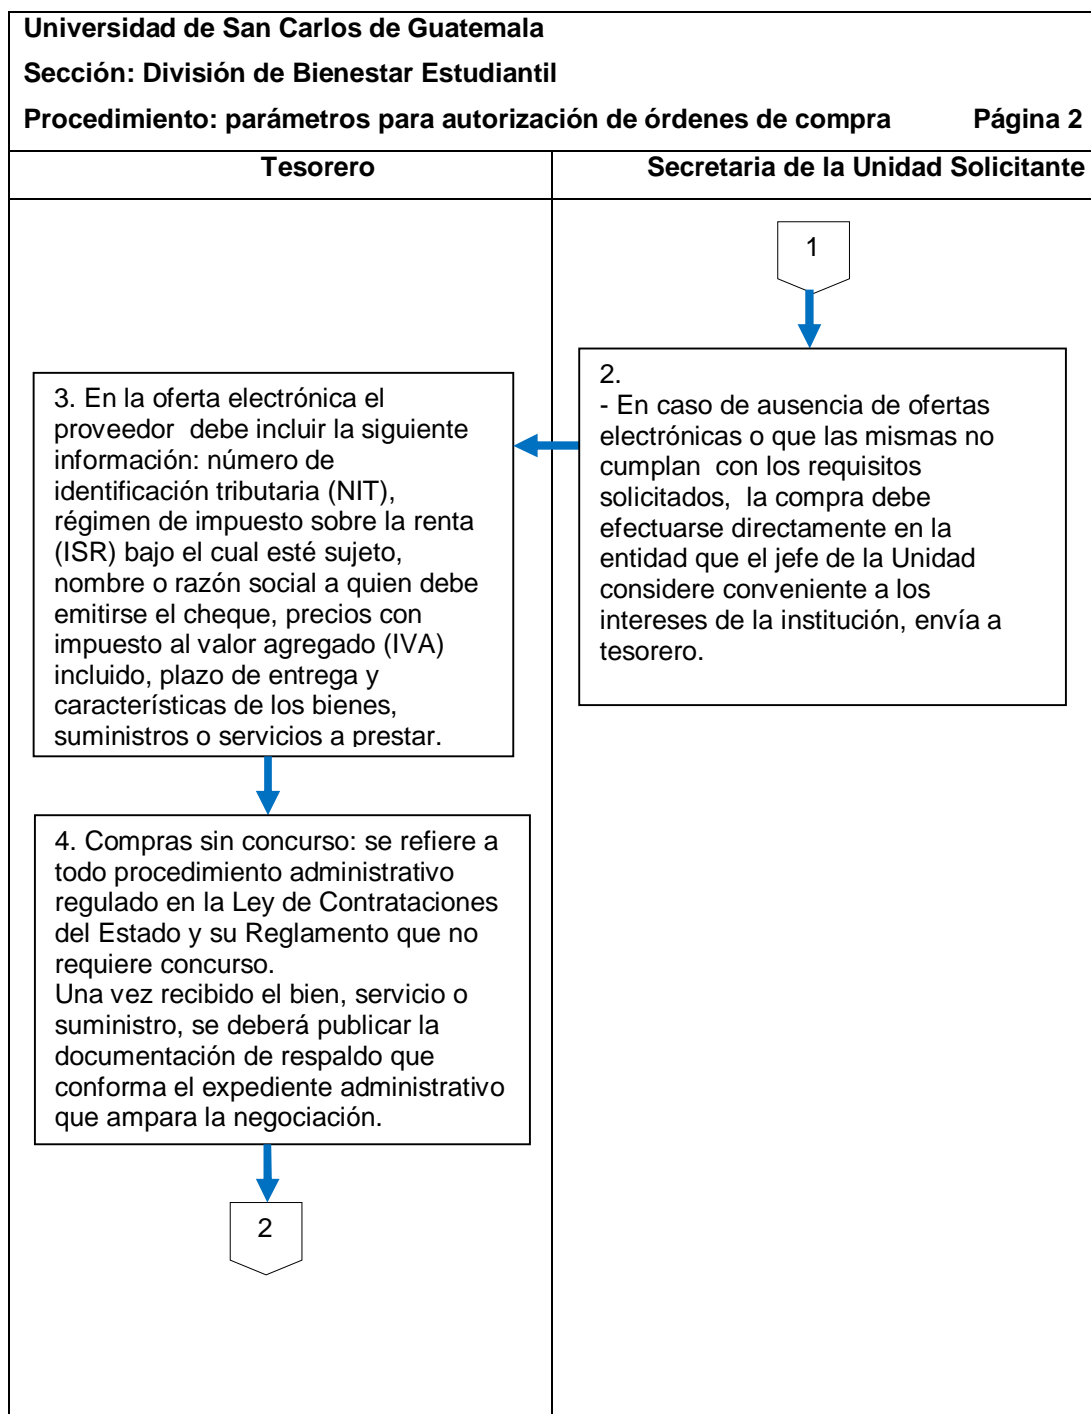 Universidad de San Carlos de Guatemala
Sección: División de Bienestar Estudiantil
Procedimiento: parámetros para autorización de órdenes de compra Página 2
Tesorero
Secretaria de la Unidad Solicitante
1
2.
- En caso de ausencia de ofertas
electrónicas o que las mismas no
cumplan con los requisitos
solicitados, la compra debe
efectuarse directamente en la
entidad que el jefe de la Unidad
considere conveniente a los
intereses de la institución, envía a
tesorero.
3. En la oferta electrónica el
proveedor debe incluir la siguiente
información: número de
identificación tributaria (NIT),
régimen de impuesto sobre la renta
(ISR) bajo el cual esté sujeto,
nombre o razón social a quien debe
emitirse el cheque, precios con
impuesto al valor agregado (IVA)
incluido, plazo de entrega y
características de los bienes,
suministros o servicios a prestar.
4. Compras sin concurso: se refiere a
todo procedimiento administrativo
regulado en la Ley de Contrataciones
del Estado y su Reglamento que no
requiere concurso.
Una vez recibido el bien, servicio o
suministro, se deberá publicar la
documentación de respaldo que
conforma el expediente administrativo
que ampara la negociación.
2